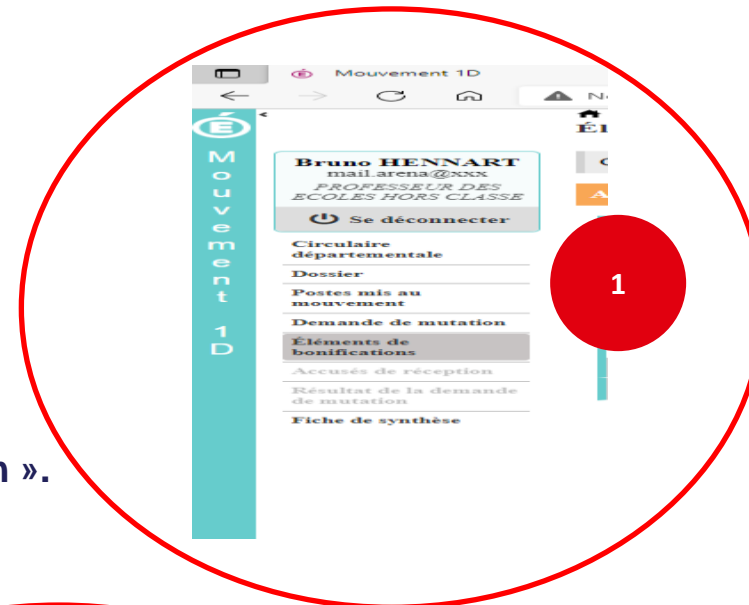 Mouvement 1D
Mouvement 1D
Bruno HENNART
mail.arena@xxx
PROFESSEUR DES
ECOLES HORS CLASSE
Se déconnecter
Circulaire
départementale
Dossier
Postes mis au
mouvement
Demande de mutation
Éléments de
bonifications
Accusés de réception
Résultat de la demande
de mutation
Fiche de synthèse
1
».